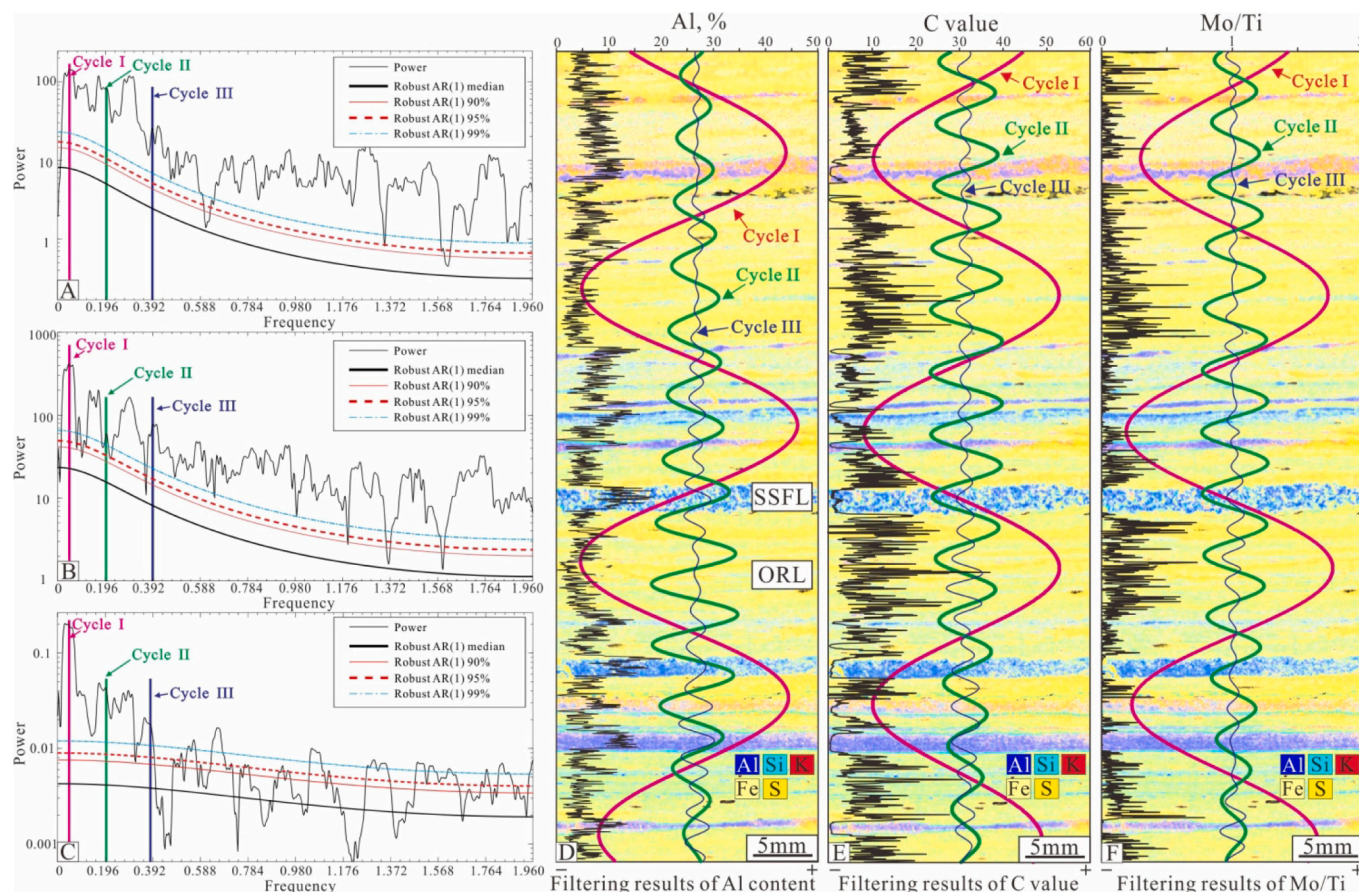 100
10
1
Power
Cycle I
Cycle II
Cycle III
Power
Robust AR(1) median
Robust AR(1) 90%
Robust AR(1) 95%
Robust AR(1) 99%
A
0 0.196 0.392 0.588 0.784 0.980 1.176 1.372 1.568 1.764 1.960
Frequency
1000
100
10
1
Power
Cycle I
Cycle II
Cycle III
Power
Robust AR(1) median
Robust AR(1) 90%
Robust AR(1) 95%
Robust AR(1) 99%
B
0 0.196 0.392 0.588 0.784 0.980 1.176 1.372 1.568 1.764 1.960
Frequency
0.1
0.01
0.001
Power
Cycle I
Cycle II
Cycle III
Power
Robust AR(1) median
Robust AR(1) 90%
Robust AR(1) 95%
Robust AR(1) 99%
C
0 0.196 0.392 0.588 0.784 0.980 1.176 1.372 1.568 1.764 1.960
Frequency
Al, %
0 10 20 30 40 50
Cycle I
Cycle II
Cycle III
SSFL
ORL
Al Si K
Fe S
D
5mm
- +
Filtering results of Al content
C value
0 10 20 30 40 50 60
Cycle I
Cycle II
Cycle III
Al Si K
Fe S
E
5mm
- +
Filtering results of C value
Mo/Ti
0 1 2
Cycle I
Cycle II
Cycle III
Al Si K
Fe S
F
5mm
- +
Filtering results of Mo/Ti